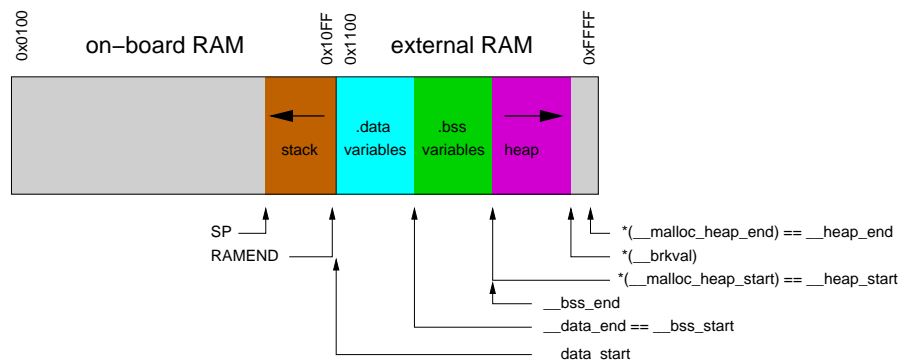 0x0100
on−board RAM
0x10FF
0x1100
external RAM
0xFFFF
stack
.data
variables
.bss
variables
heap
SP
RAMEND
*(__malloc_heap_end) == __heap_end
*(__brkval)
*(__malloc_heap_start) == __heap_start
__bss_end
__data_end == __bss_start
__data_start